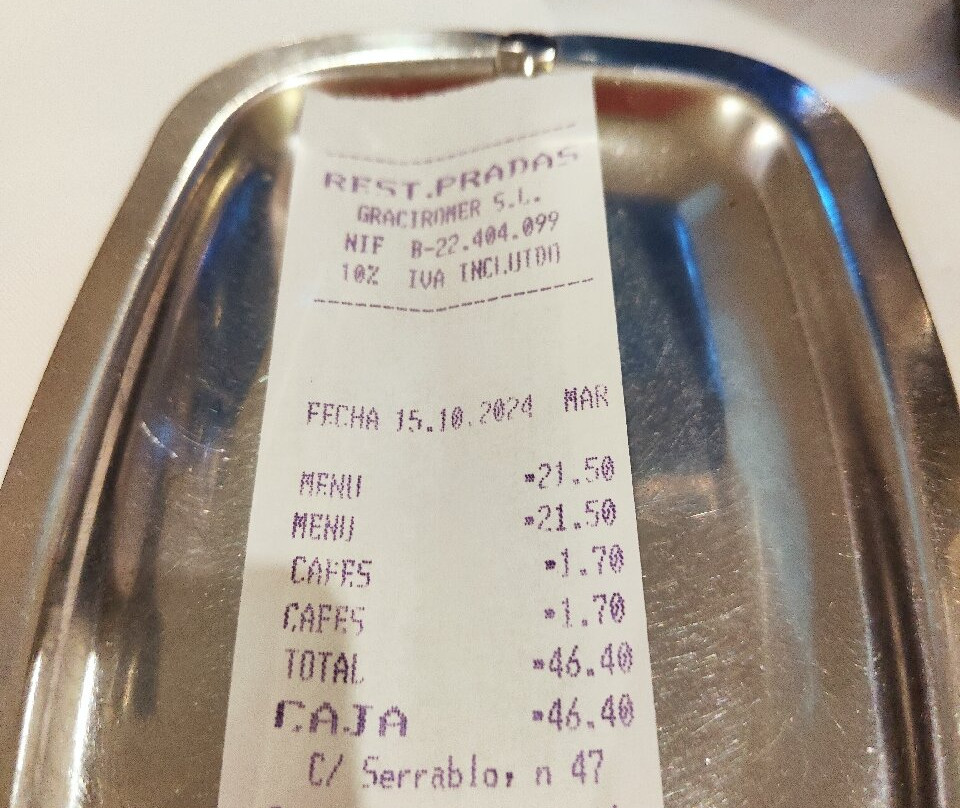 REST.PRADAS
GRACIROMER S.L.
NIF B-22.404.099
10% IVA INCLUIDO
FECHA 15.10.2024 MAR
MENU 21.50
MENU 21.50
CAFES 1.70
CAFES 1.70
TOTAL 46.40
CAJA 46.40
C/ Serrablo, n 47